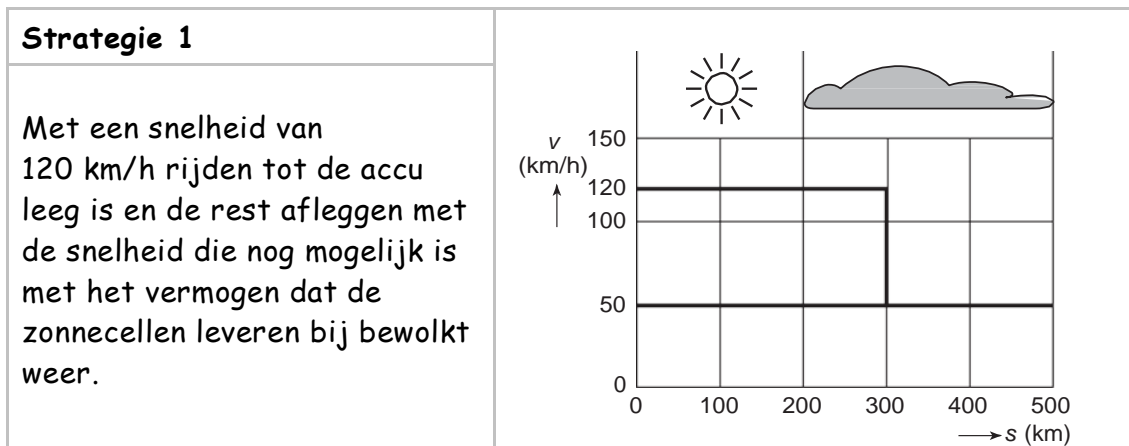 Strategie 1
Met een snelheid van
120 km/h rijden tot de accu
leeg is en de rest afleggen met
de snelheid die nog mogelijk is
met het vermogen dat de
zonnecellen leveren bij bewolkt
weer.
v
(km/h)
150
120
100
50
0
0 100 200 300 400 500
s (km)